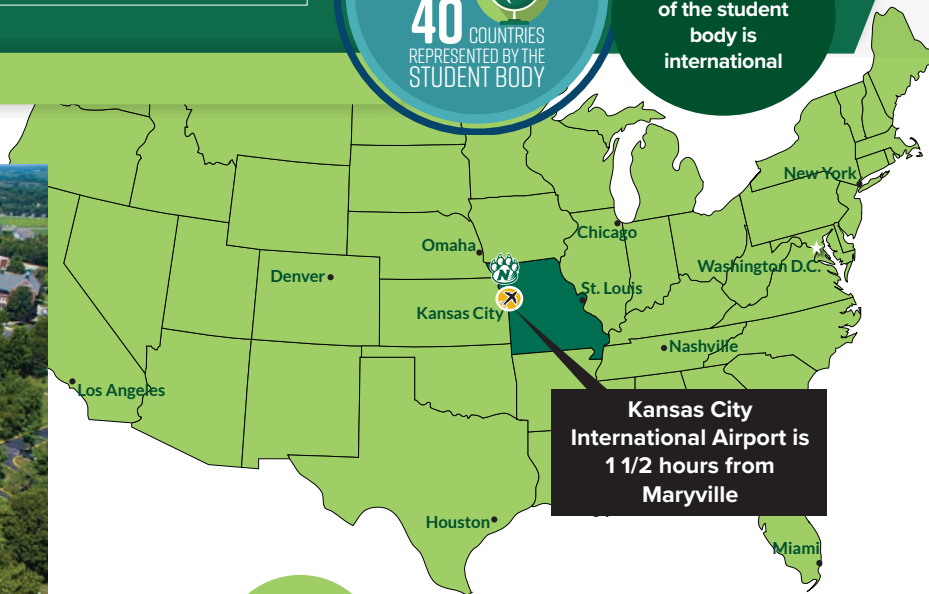 40 COUNTRIES
REPRESENTED BY THE
STUDENT BODY
of the student
body is
international
New York
Chicago
Omaha
Washington D.C.
Denver
N
St. Louis
Kansas City
Nashville
Los Angeles
Kansas City
International Airport is
1 1/2 hours from
Maryville
Houston
Miami